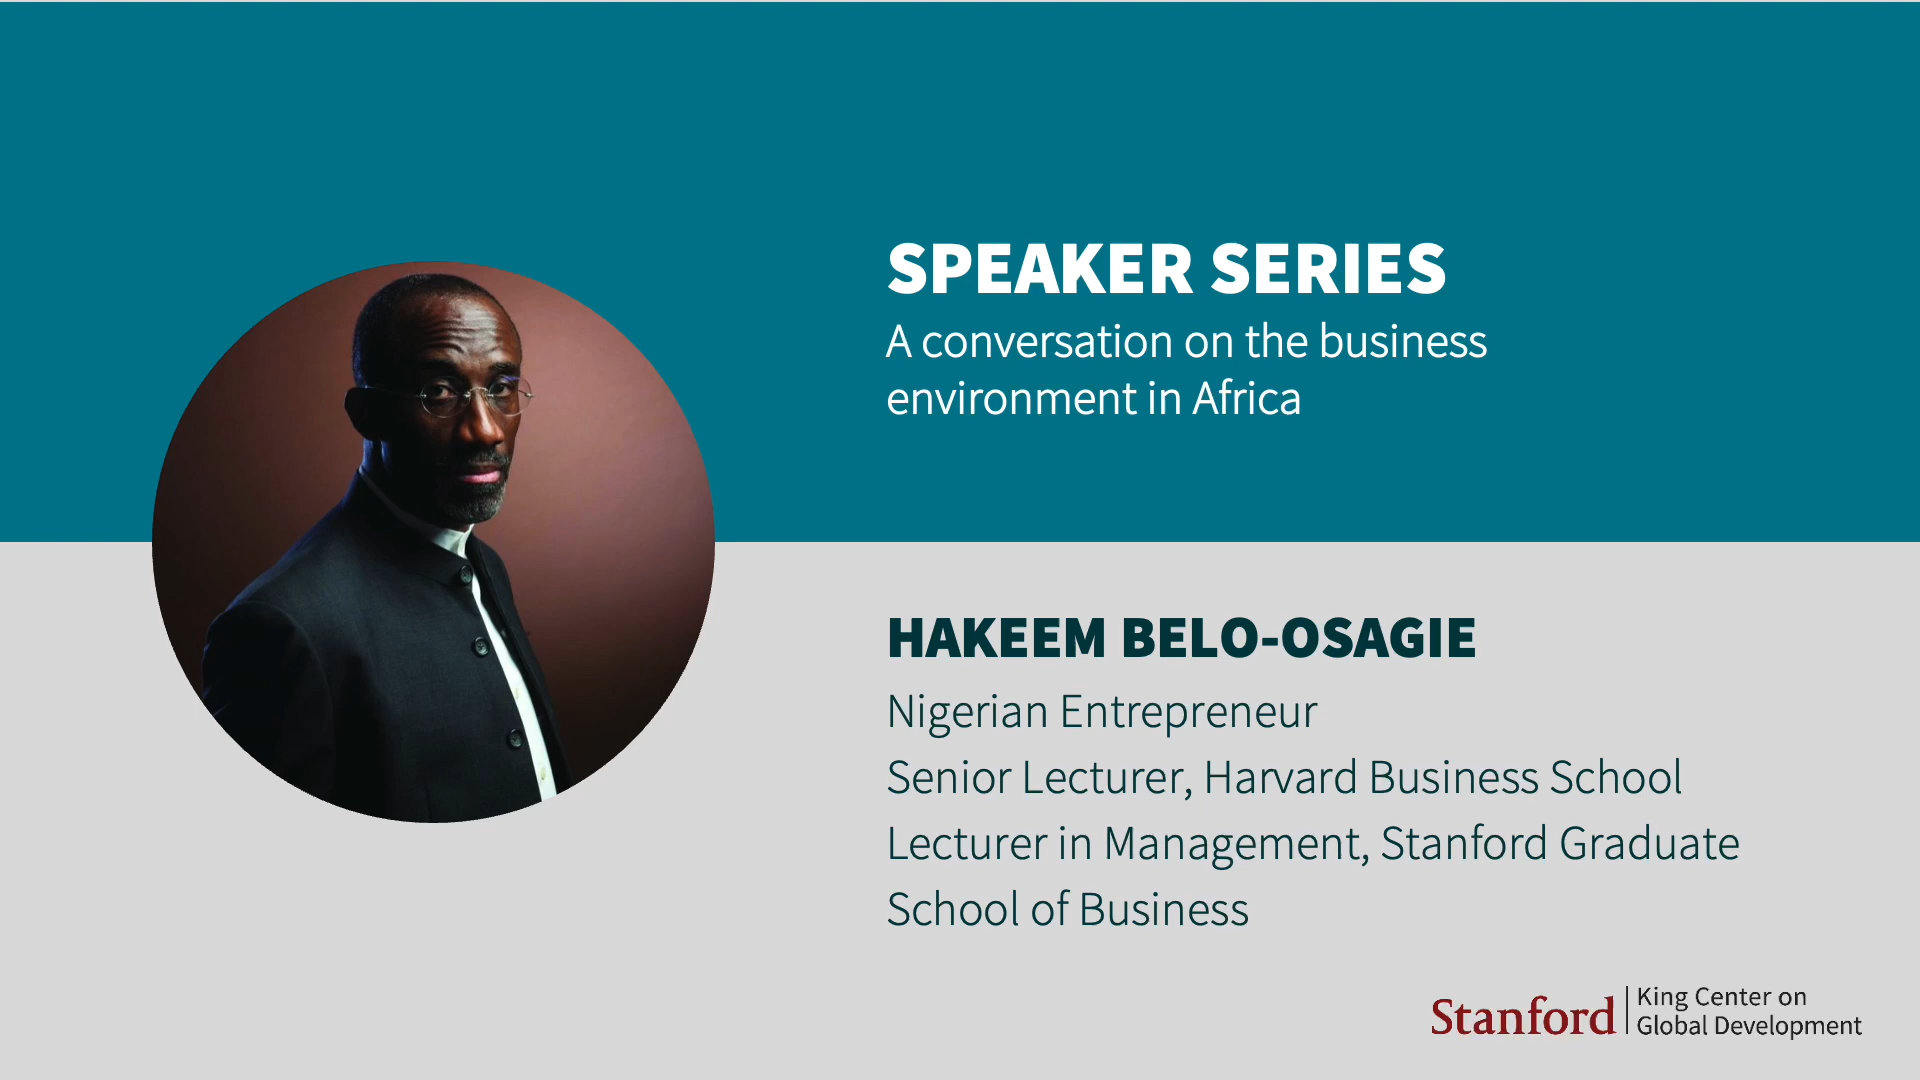 SPEAKER SERIES
A conversation on the business
environment in Africa
HAKEEM BELO-OSAGIE
Nigerian Entrepreneur
Senior Lecturer, Harvard Business School
Lecturer in Management, Stanford Graduate
School of Business
Stanford
King Center on
Global Development